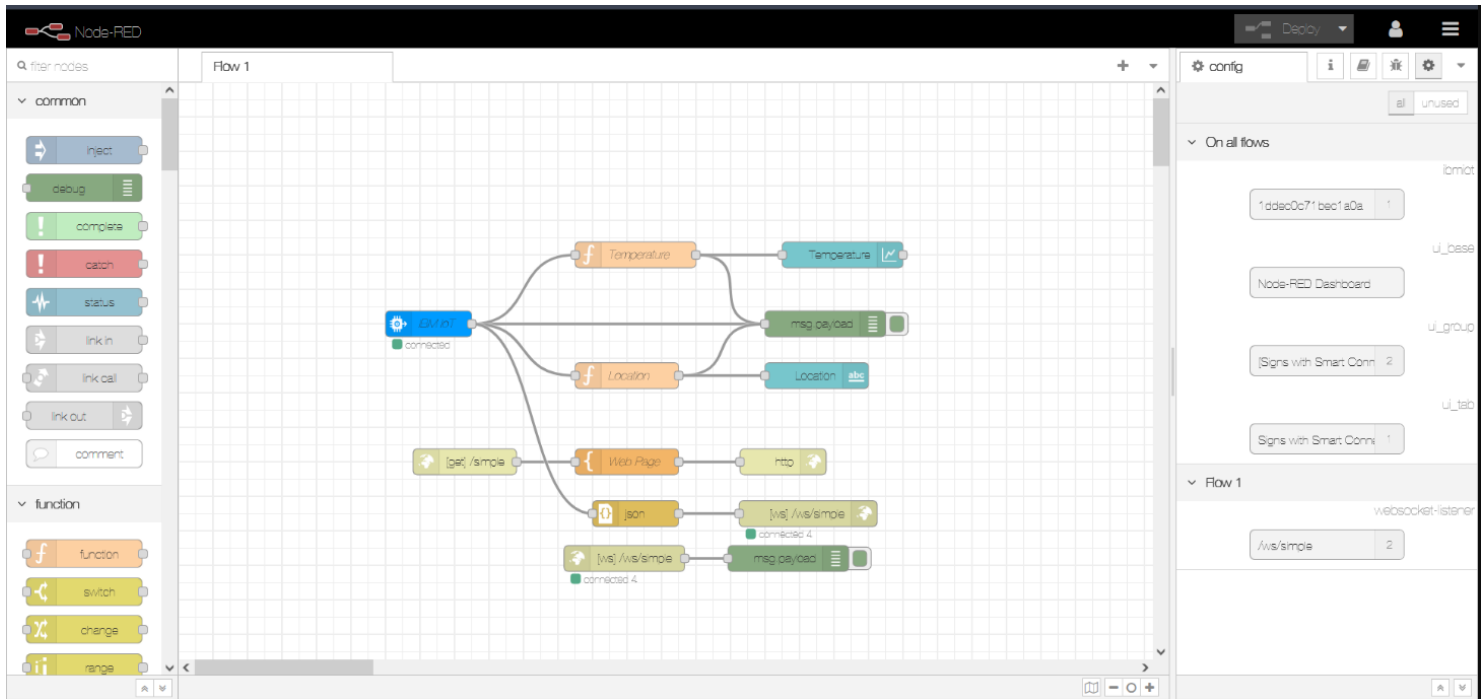 Node-RED
Deploy
filter nodes
Flow 1
config
all unused
common
inject
debug
complete
catch
status
link in
link call
link out
comment
function
function
switch
change
range
Temperature
Temperature
IBM IoT
connected
msg.payload
Location
Location
abc
[get] /simple
Web Page
http
json
[ws] /ws/simple
connected 4
[ws] /ws/simple
connected 4
msg.payload
On all flows
ibmiot
1ddec0c71bec1a0a 1
ui_base
Node-RED Dashboard
ui_group
[Signs with Smart Conn 2
ui_tab
Signs with Smart Conne 1
Flow 1
websocket-listener
/ws/simple 2